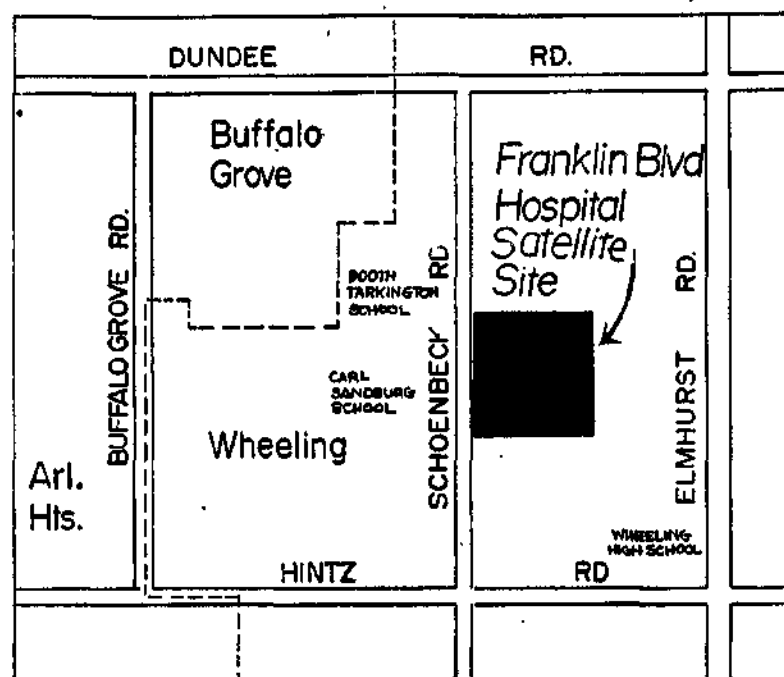 DUNDEE RD.
Buffalo
Grove
Franklin Blvd
Hospital
Satellite
Site
BUFFALO GROVE RD.
BOOTH
TARKINGTON
SCHOOL
SCHOENBECK RD
ELMHURST RD.
CARL
SANDBURG
SCHOOL
Wheeling
Arl.
Hts.
WHEELING
HIGH SCHOOL
HINTZ RD